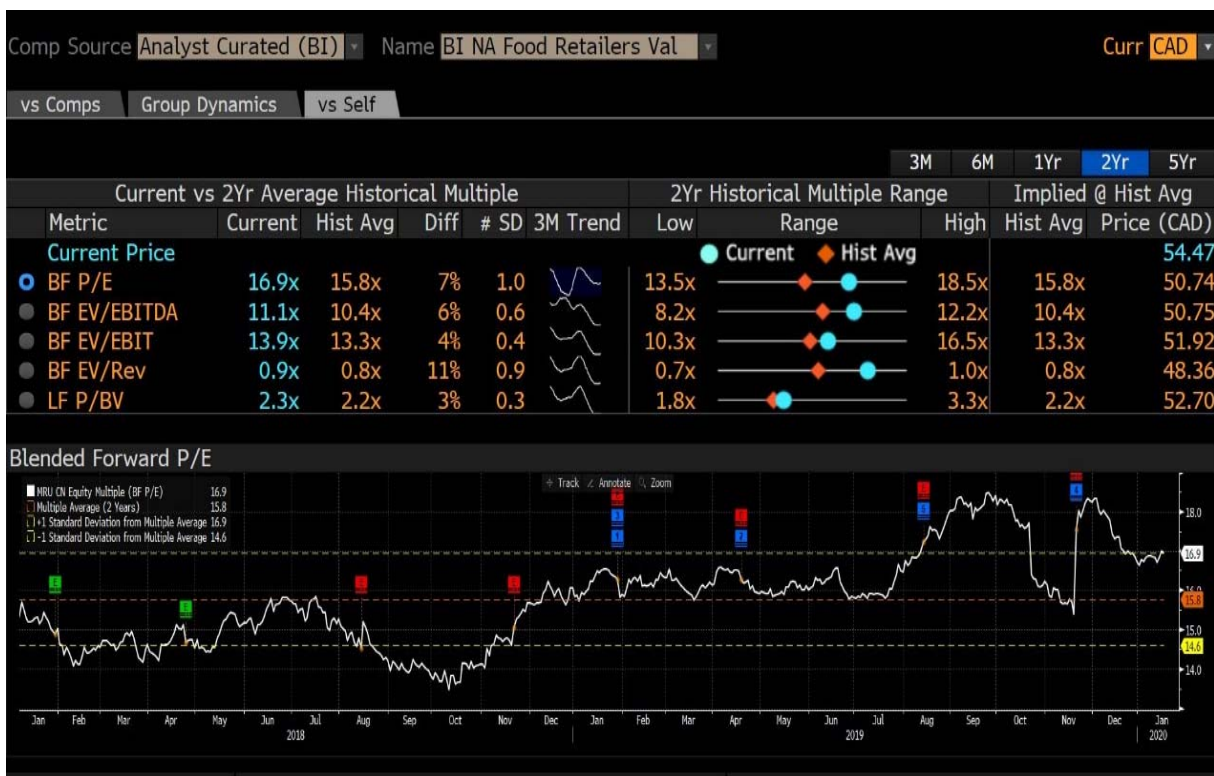 Comp Source Analyst Curated (BI) Name BI NA Food Retailers Val Curr CAD
vs Comps Group Dynamics vs Self
3M 6M 1Yr 2Yr 5Yr
Current vs 2Yr Average Historical Multiple 2Yr Historical Multiple Range Implied @ Hist Avg
Metric Current Hist Avg Diff # SD 3M Trend Low Range High Hist Avg Price (CAD)
Current Price Current Hist Avg 54.47
BF P/E 16.9x 15.8x 7% 1.0 13.5x 18.5x 15.8x 50.74
BF EV/EBITDA 11.1x 10.4x 6% 0.6 8.2x 12.2x 10.4x 50.75
BF EV/EBIT 13.9x 13.3x 4% 0.4 10.3x 16.5x 13.3x 51.92
BF EV/Rev 0.9x 0.8x 11% 0.9 0.7x 1.0x 0.8x 48.36
LF P/BV 2.3x 2.2x 3% 0.3 1.8x 3.3x 2.2x 52.70
Blended Forward P/E
Track Annotate Zoom
MRU CN Equity Multiple (BF P/E) 16.9
Multiple Average (2 Years) 15.8
+1 Standard Deviation from Multiple Average 16.9
-1 Standard Deviation from Multiple Average 14.6
18.0
16.9
16.0
15.8
15.0
14.6
14.0
Jan Feb Mar Apr May Jun Jul Aug Sep Oct Nov Dec Jan Feb Mar Apr May Jun Jul Aug Sep Oct Nov Dec Jan
2018 2019 2020